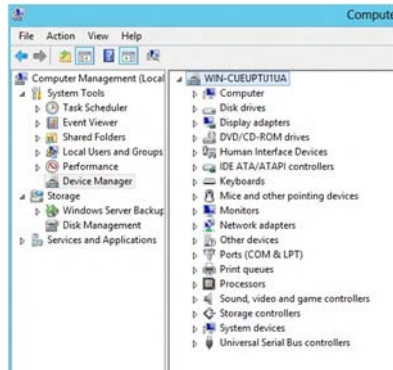 Compute
File Action View Help
Computer Management (Local
System Tools
Task Scheduler
Event Viewer
Shared Folders
Local Users and Groups
Performance
Device Manager
Storage
Windows Server Backup
Disk Management
Services and Applications
WIN-CUEUPTIJ1UA
Computer
Disk drives
Display adapters
DVD/CD-ROM drives
Human Interface Devices
IDE ATA/ATAPI controllers
Keyboards
Mice and other pointing devices
Monitors
Network adapters
Other devices
Ports (COM & LPT)
Print queues
Processors
Sound, video and game controllers
Storage controllers
System devices
Universal Serial Bus controllers